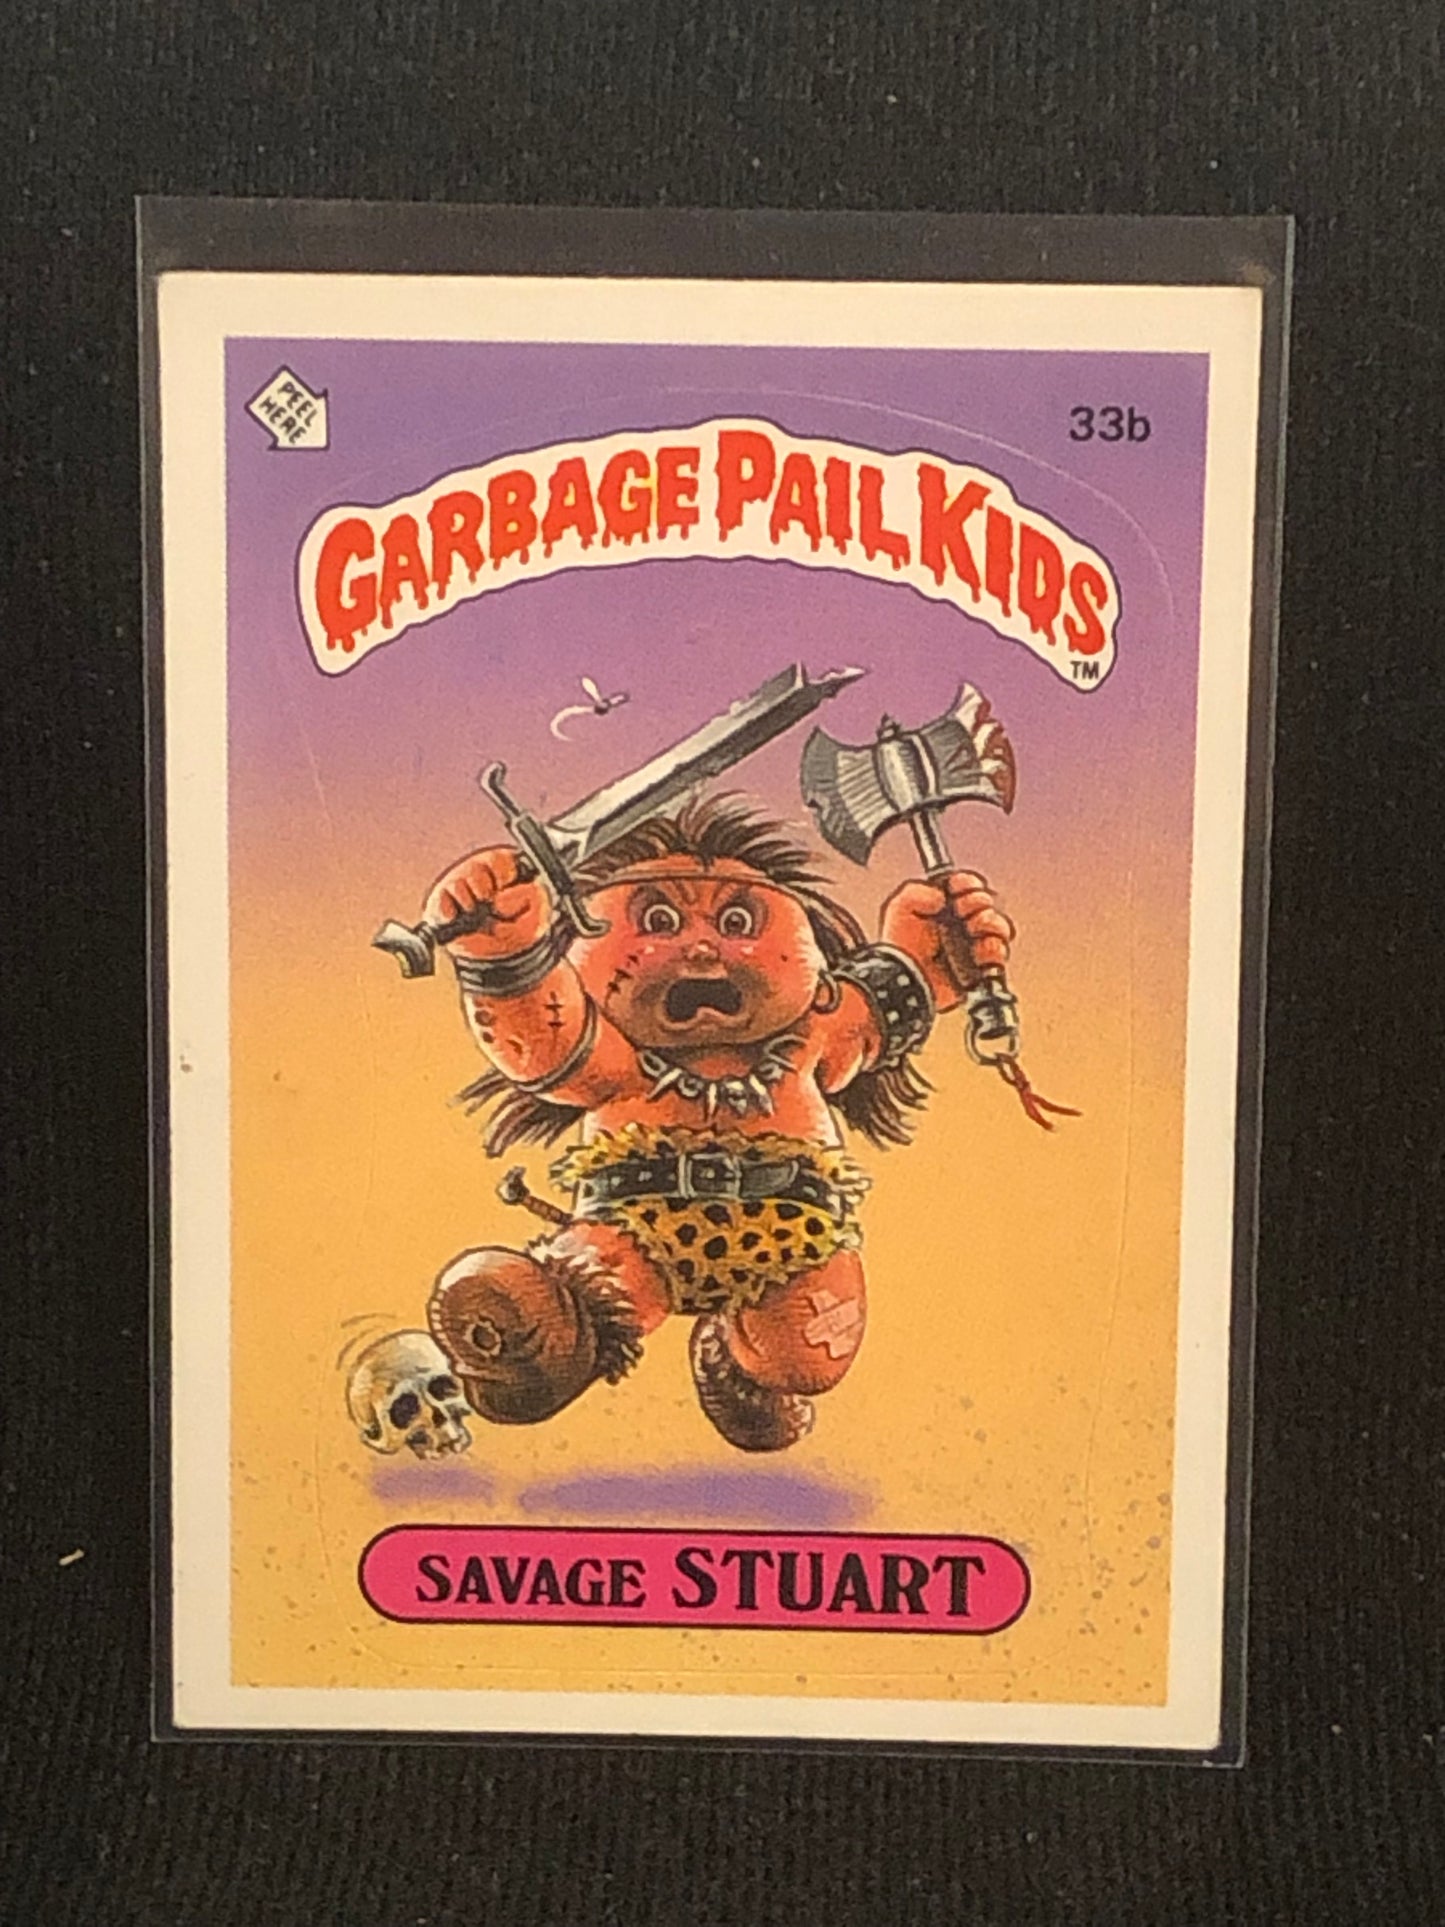 PEEL
HERE
33b
GARBAGE PAIL KIDS
TM
SAVAGE STUART